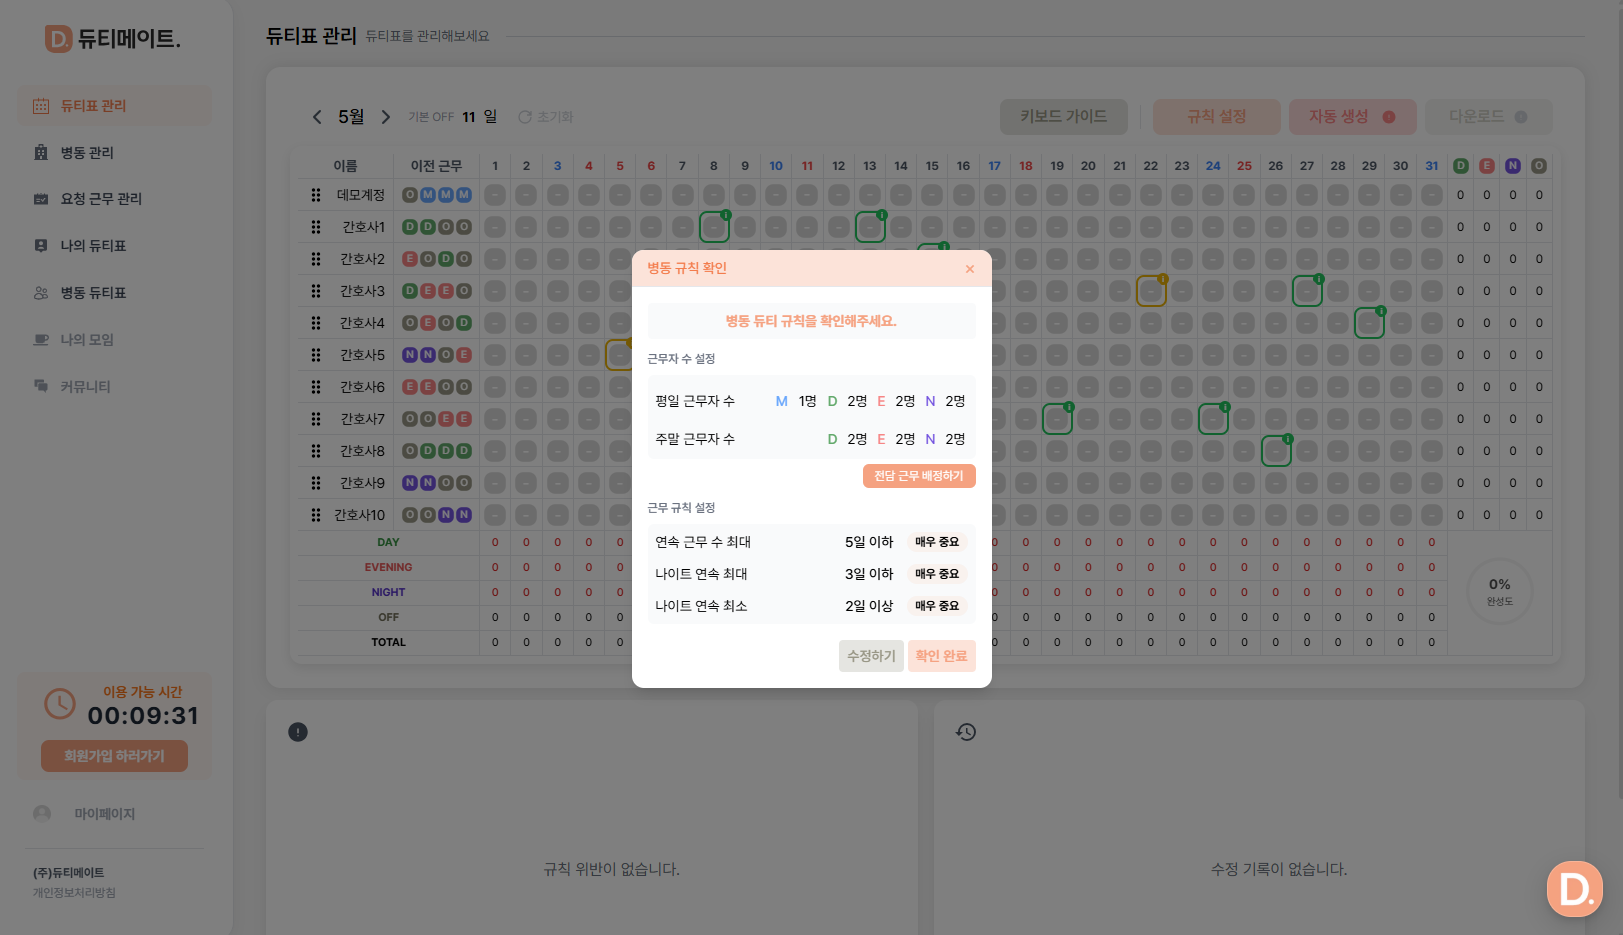 D. 듀티메이트.
듀티표 관리
병동 관리
요청 근무 관리
나의 듀티표
병동 듀티표
나의 모임
커뮤니티
이용 가능 시간
00:09:31
회원가입 하러가기
마이페이지
(주)듀티메이트
개인정보처리방침
듀티표 관리 듀티표를 관리해보세요
5월 기본 OFF 11 일 초기화
키보드 가이드 규칙 설정 자동 생성 다운로드
이름 이전 근무 1 2 3 4 5 6 7 8 9 10 11 12 13 14 15 16 17 18 19 20 21 22 23 24 25 26 27 28 29 30 31 D E N O
데모계정 O M M M 0 0 0 0
간호사1 D D O O 0 0 0 0
간호사2 E O D O 0 0 0 0
간호사3 D E E O 0 0 0 0
간호사4 O E O D 0 0 0 0
간호사5 N N O E 0 0 0 0
간호사6 E E O O 0 0 0 0
간호사7 O O E E 0 0 0 0
간호사8 O D D D 0 0 0 0
간호사9 N N O O 0 0 0 0
간호사10 O O N N 0 0 0 0
DAY 0 0 0 0 0 0 0 0 0 0 0 0 0 0 0 0 0 0 0 0
EVENING 0 0 0 0 0 0 0 0 0 0 0 0 0 0 0 0 0 0 0 0
NIGHT 0 0 0 0 0 0 0 0 0 0 0 0 0 0 0 0 0 0 0 0
OFF 0 0 0 0 0 0 0 0 0 0 0 0 0 0 0 0 0 0 0 0
TOTAL 0 0 0 0 0 0 0 0 0 0 0 0 0 0 0 0 0 0 0 0
0%
완성도
병동 규칙 확인 ×
병동 듀티 규칙을 확인해주세요.
근무자 수 설정
평일 근무자 수 M 1명 D 2명 E 2명 N 2명
주말 근무자 수 D 2명 E 2명 N 2명
전담 근무 배정하기
근무 규칙 설정
연속 근무 수 최대 5일 이하 매우 중요
나이트 연속 최대 3일 이하 매우 중요
나이트 연속 최소 2일 이상 매우 중요
수정하기 확인 완료
규칙 위반이 없습니다.
수정 기록이 없습니다.
D.